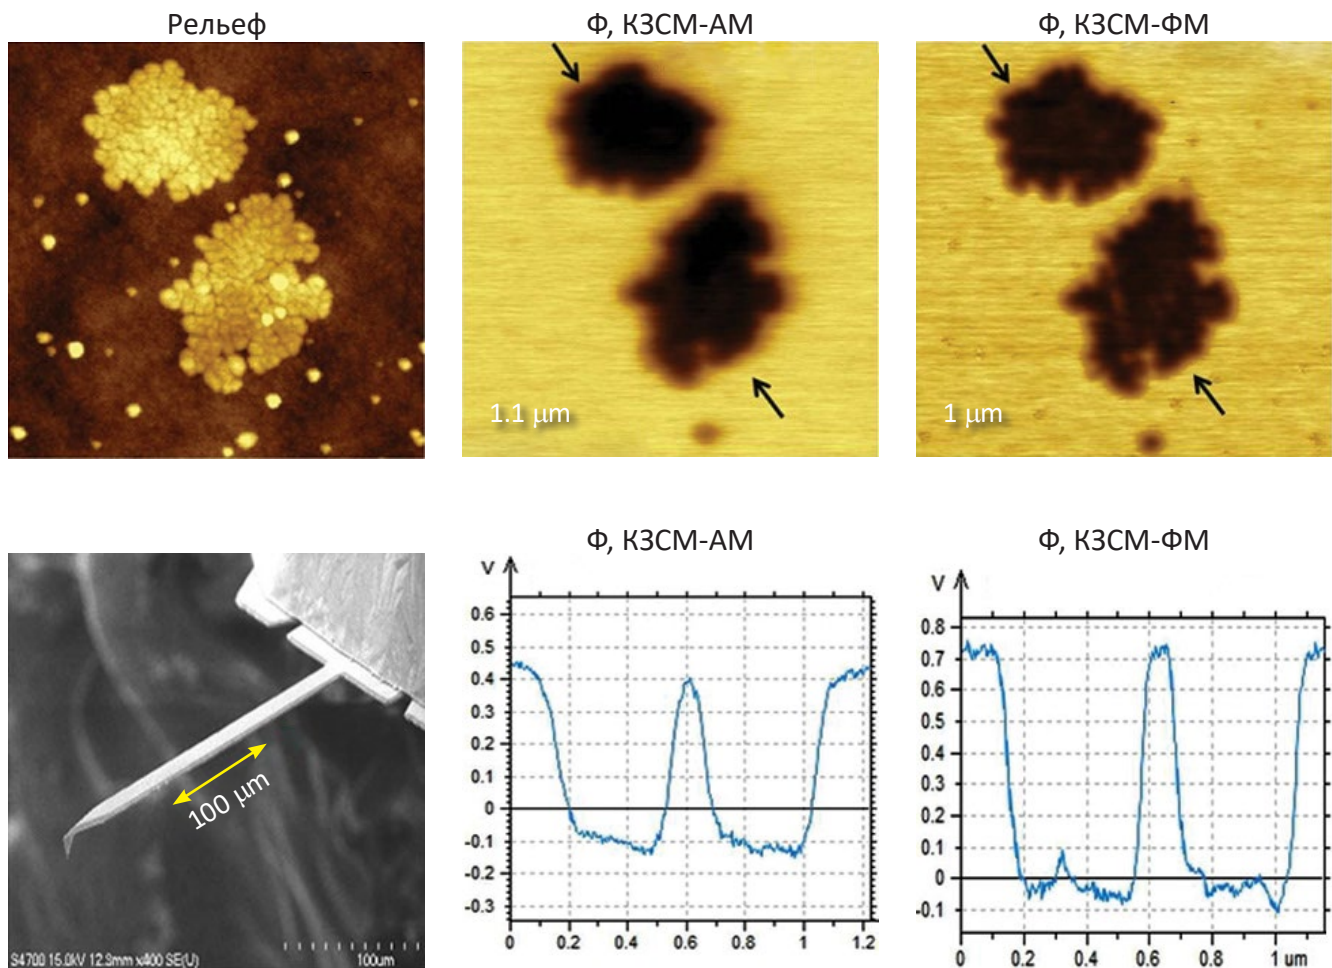 Рельеф
Ф, КЗСМ-АМ
Ф, КЗСМ-ФМ
1.1 μm
1 μm
100 μm
S4700 15.0kV 12.3mm x400 SE(U)
100um
Ф, КЗСМ-АМ
V
0.6
0.5
0.4
0.3
0.2
0.1
0
-0.1
-0.2
-0.3
0 0.2 0.4 0.6 0.8 1 1.2
Ф, КЗСМ-ФМ
V
0.8
0.7
0.6
0.5
0.4
0.3
0.2
0.1
0
-0.1
0 0.2 0.4 0.6 0.8 1 um